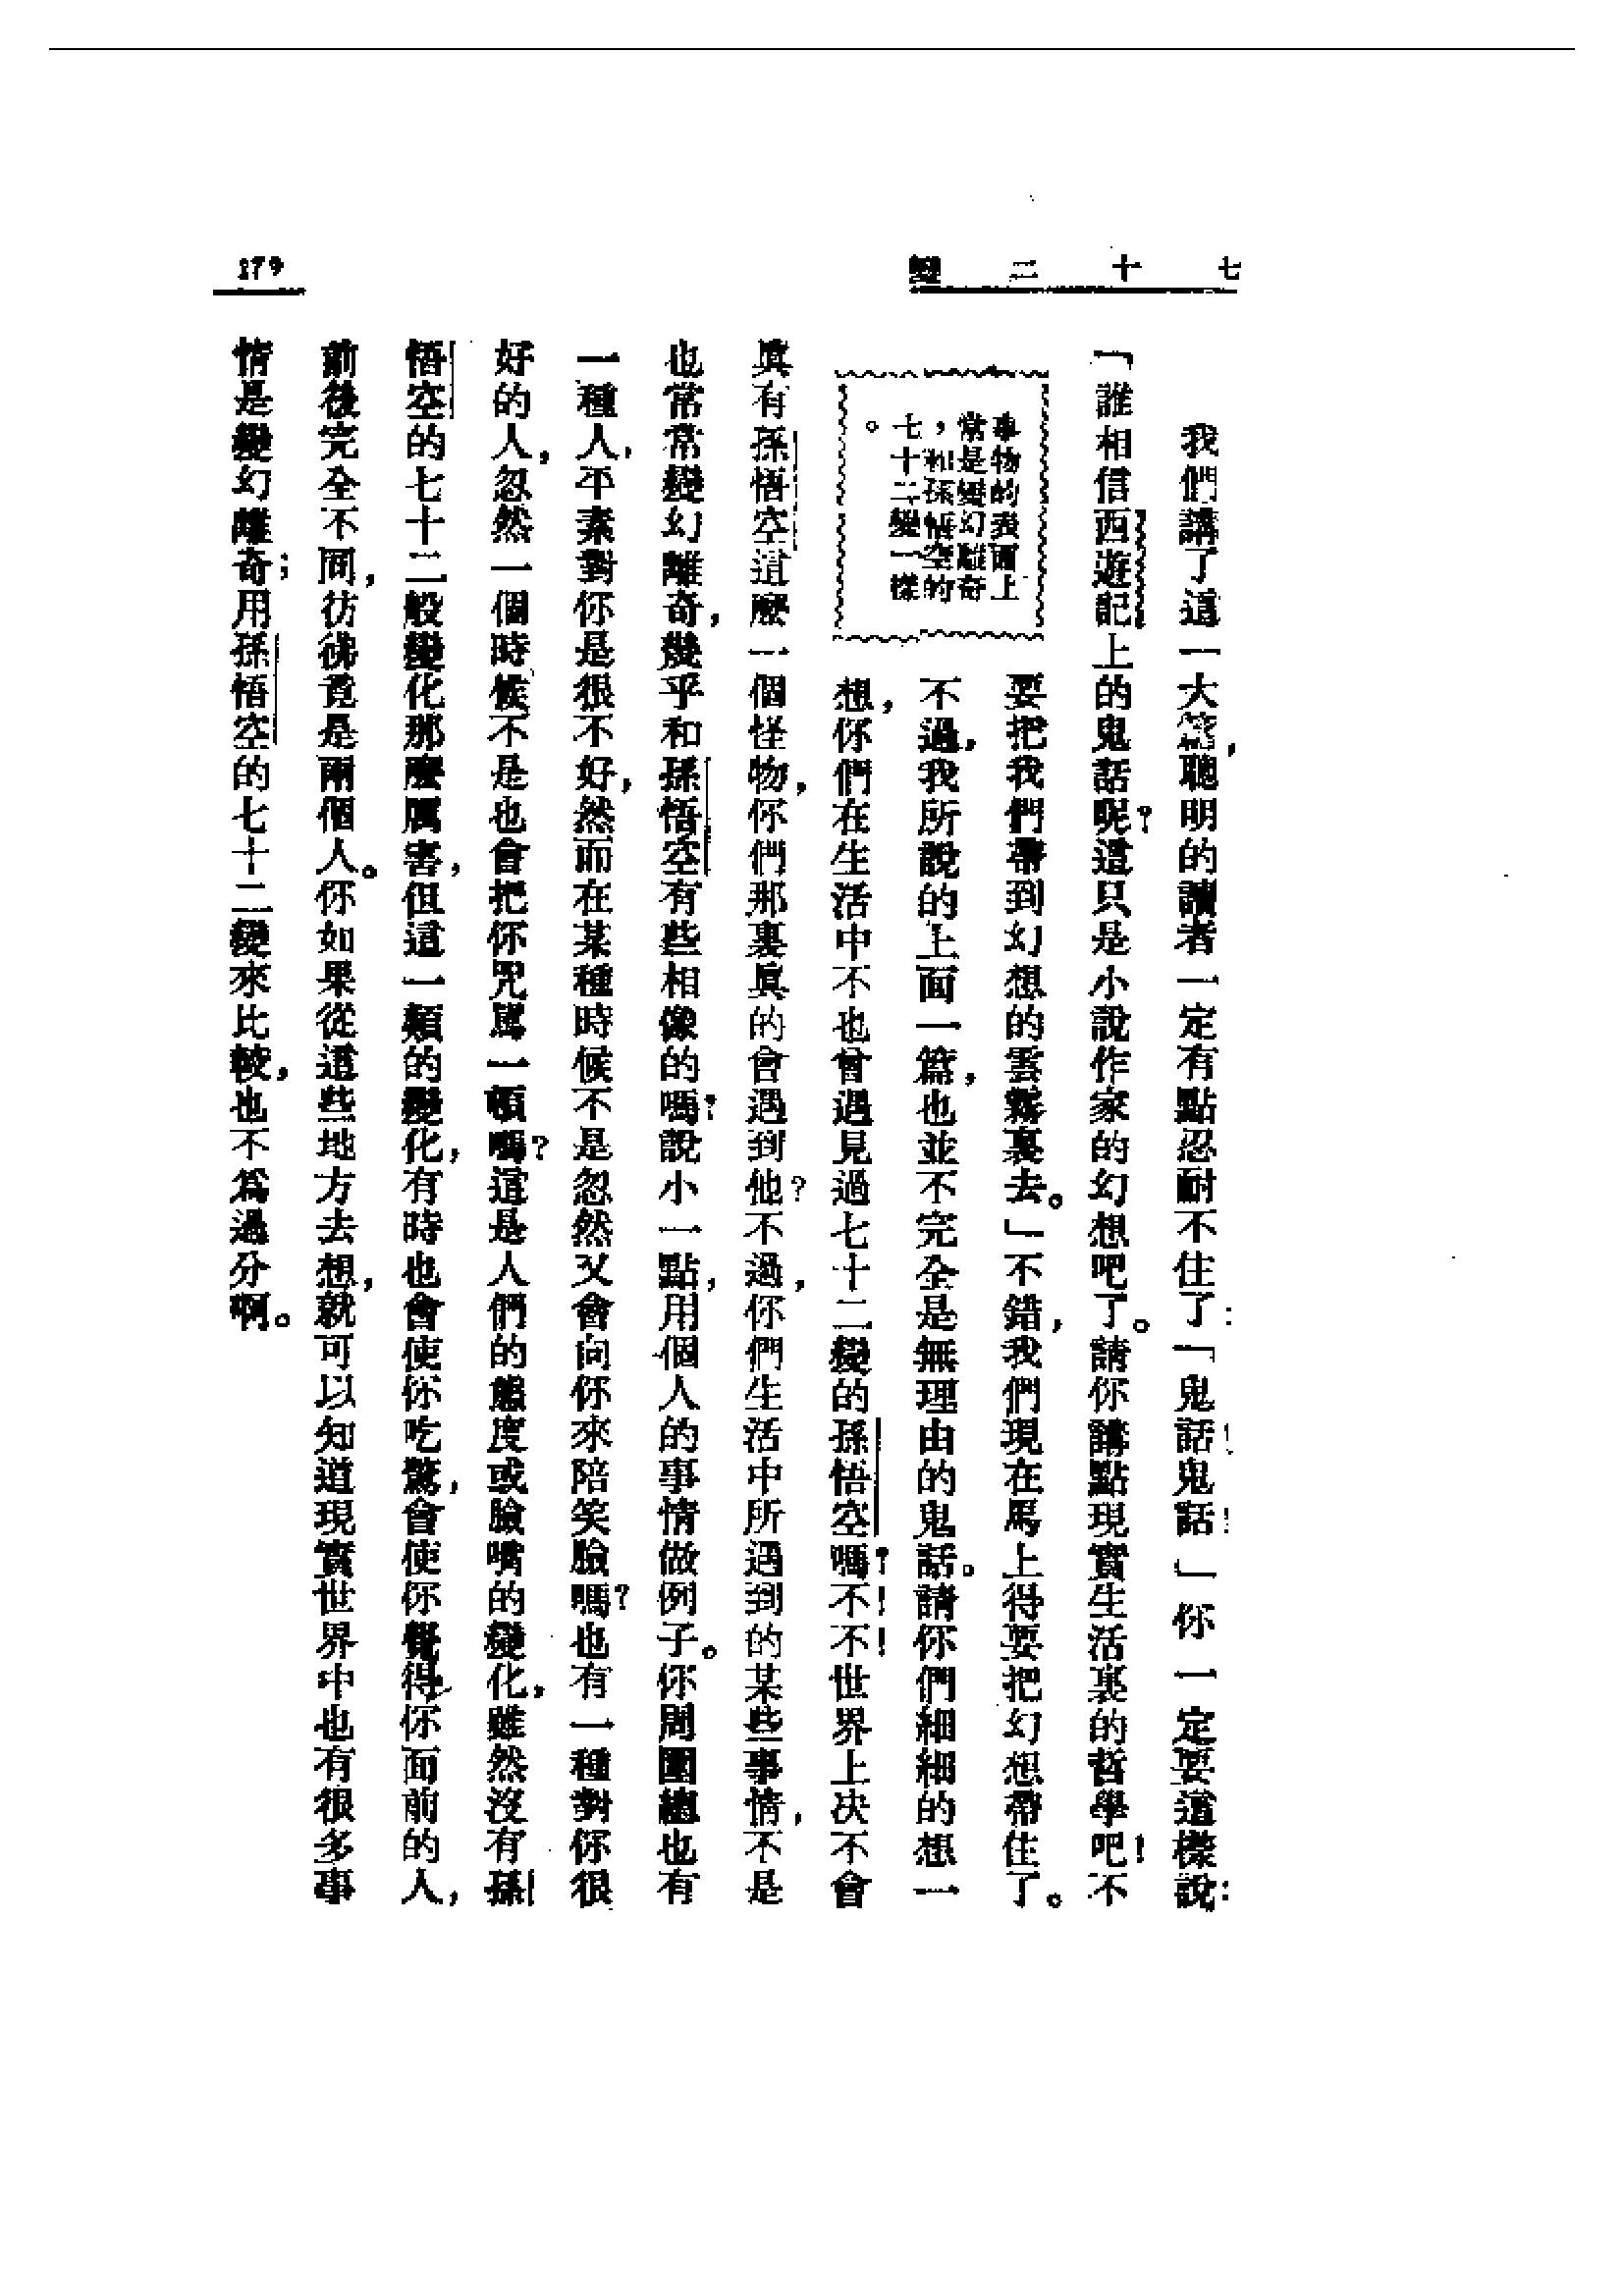 七十二變
179
我們講了這一大篇，聰明的讀者一定有點忍耐不住了：「鬼話！鬼話！」你一定要這樣說：
「誰相信西遊記上的鬼話呢？這只是小說作家的幻想吧了。請你講點現實生活裏的哲學吧！不
要把我們帶到幻想的雲霧裏去。」不錯，我們現在馬上得要把幻想帶住了。
不過，我所說的上面一篇，也並不完全是無理由的鬼話。請你們細細的想一
想，你們在生活中不也曾遇見過七十二變的孫悟空嗎？不！不！世界上决不會
事物的表面上
常是變幻離奇
，和孫悟空的
七十二變一樣
。
眞有孫悟空這麼一個怪物，你們那裏眞的會遇到他？不過，你們生活中所遇到的某些事情，不是
也常常變幻離奇，幾乎和孫悟空有些相像的嗎？說小一點，用個人的事情做例子。你周圍總也有
一種人，平素對你是很不好，然而在某種時候不是忽然又會向你來陪笑臉嗎？也有一種對你很
好的人，忽然一個時候，不是也會把你咒罵一頓嗎？這是人們的態度或臉嘴的變化，雖然沒有孫
悟空的七十二般變化那麼厲害，但這一類的變化，有時也會使你吃驚，會使你覺得，你面前的人，
前後完全不同，彷彿竟是兩個人。你如果從這些地方去想，就可以知道現實世界中也有很多事
情是變幻離奇；用孫悟空的七十二變來比較，也不爲過分啊。